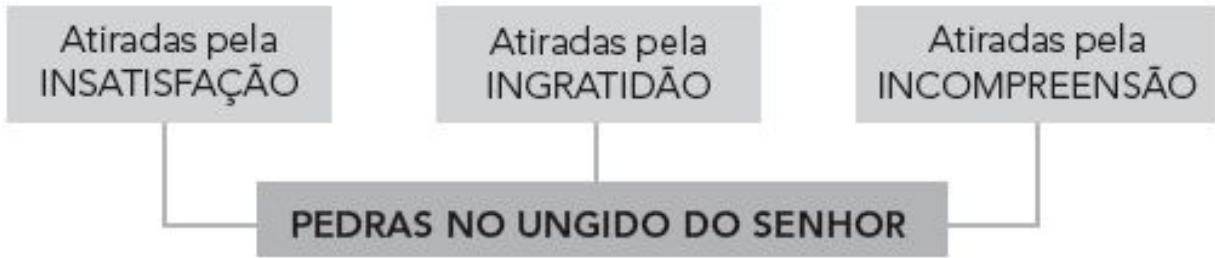 Atiradas pela
INSATISFAÇÃO
Atiradas pela
INGRATIDÃO
Atiradas pela
INCOMPREENSÃO
PEDRAS NO UNGIDO DO SENHOR